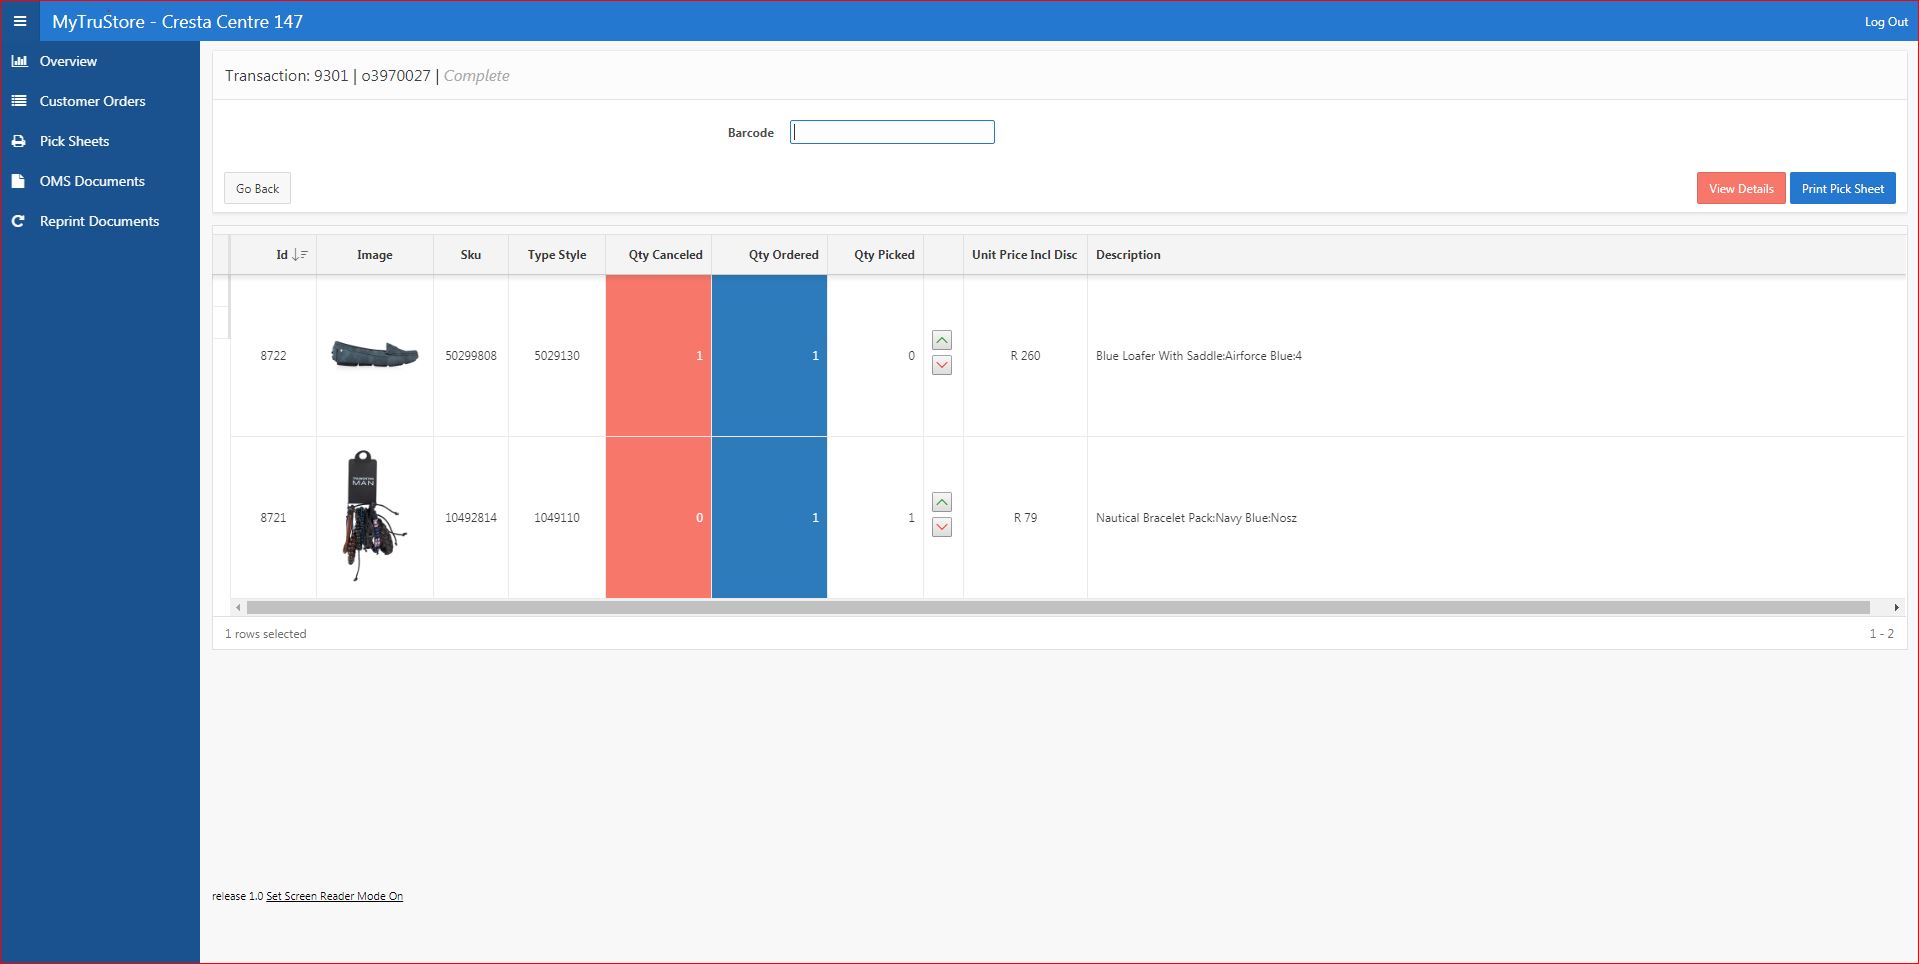 MyTruStore - Cresta Centre 147
Log Out
Overview
Customer Orders
Pick Sheets
OMS Documents
Reprint Documents
Transaction: 9301 | o3970027 | Complete
Barcode
Go Back
View Details
Print Pick Sheet
Id Image Sku Type Style Qty Canceled Qty Ordered Qty Picked Unit Price Incl Disc Description
8722 50299808 5029130 1 1 0 R 260 Blue Loafer With Saddle:Airforce Blue:4
MAN
8721 10492814 1049110 0 1 1 R 79 Nautical Bracelet Pack:Navy Blue:Nosz
1 rows selected
1 - 2
release 1.0 Set Screen Reader Mode On